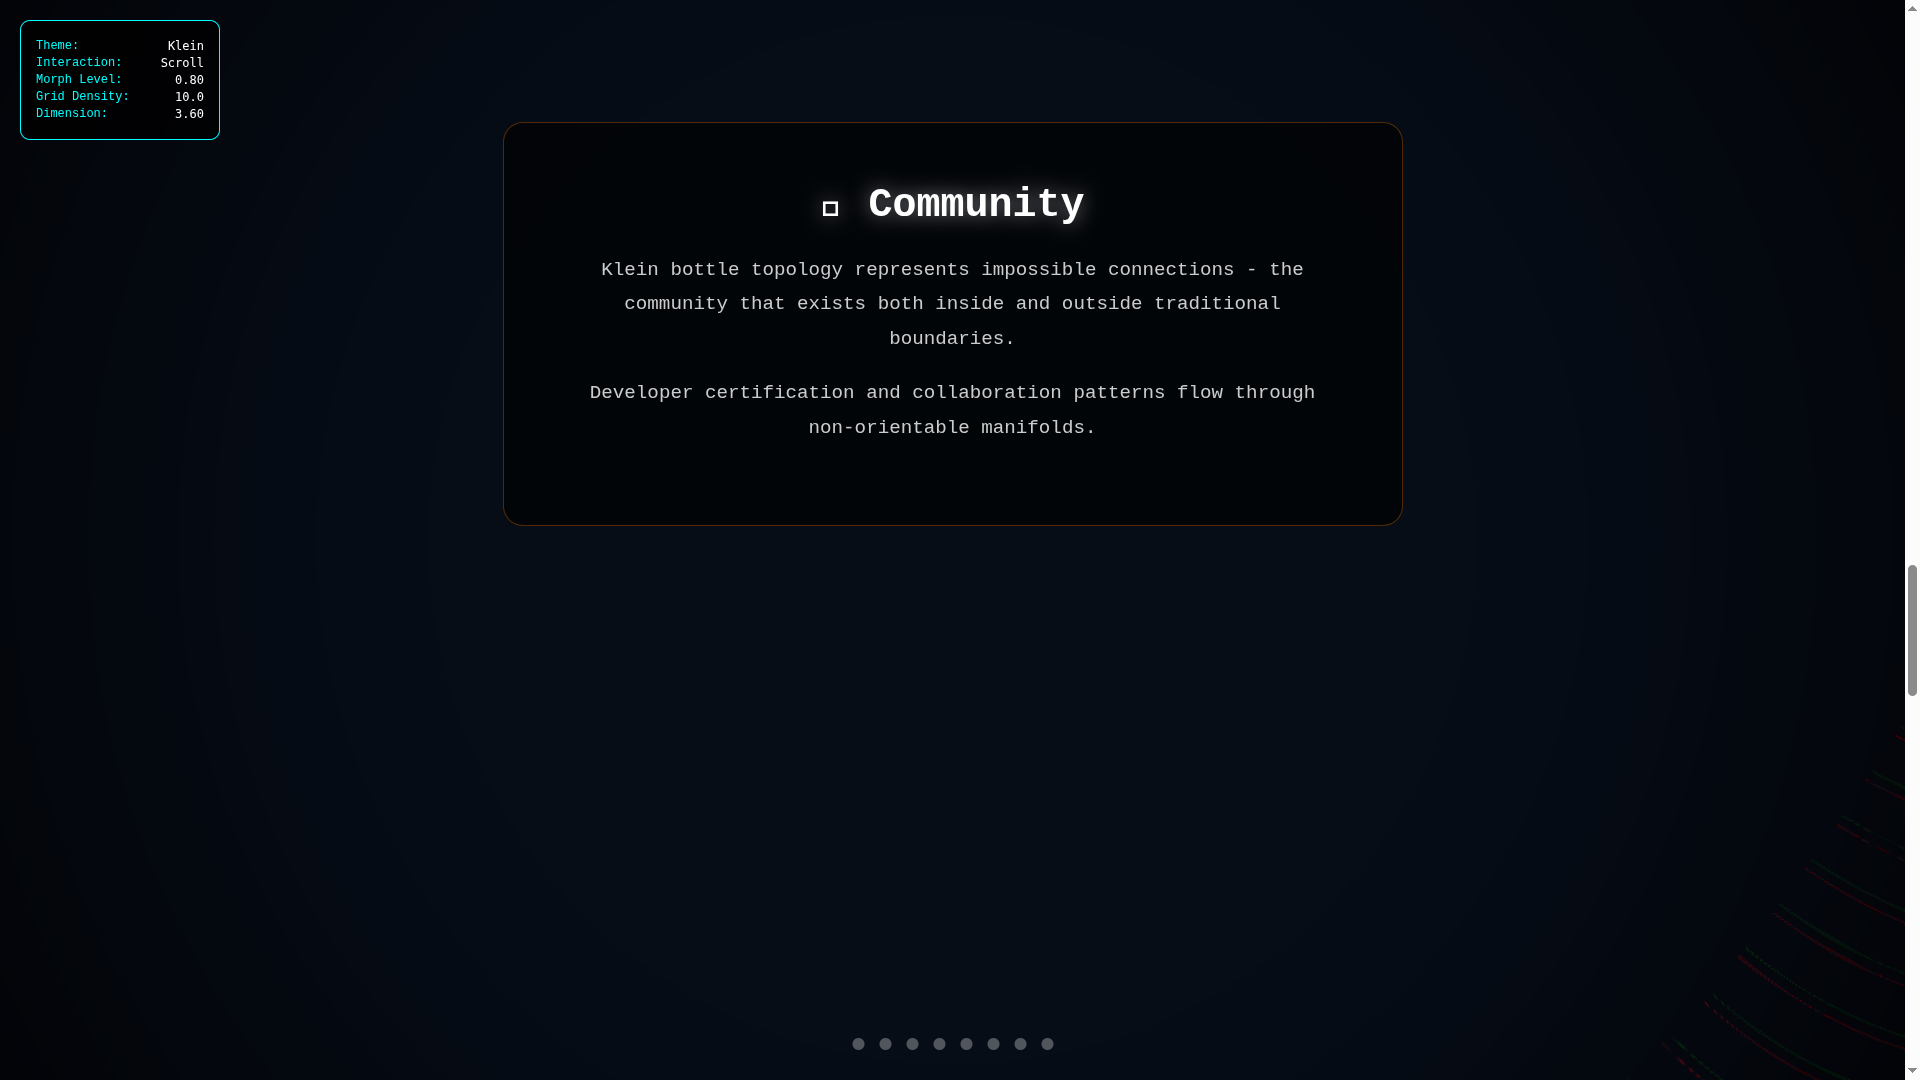 Theme: Klein
Interaction: Scroll
Morph Level: 0.80
Grid Density: 10.0
Dimension: 3.60
Community
Klein bottle topology represents impossible connections - the
community that exists both inside and outside traditional
boundaries.
Developer certification and collaboration patterns flow through
non-orientable manifolds.